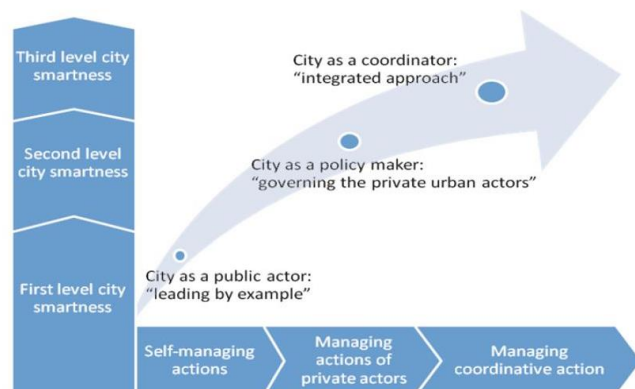 Third level city
smartness
Second level
city smartness
First level city
smartness
City as a coordinator:
“integrated approach”
City as a policy maker:
“governing the private urban actors”
City as a public actor:
“leading by example”
Self-managing
actions
Managing
actions of
private actors
Managing
coordinative action